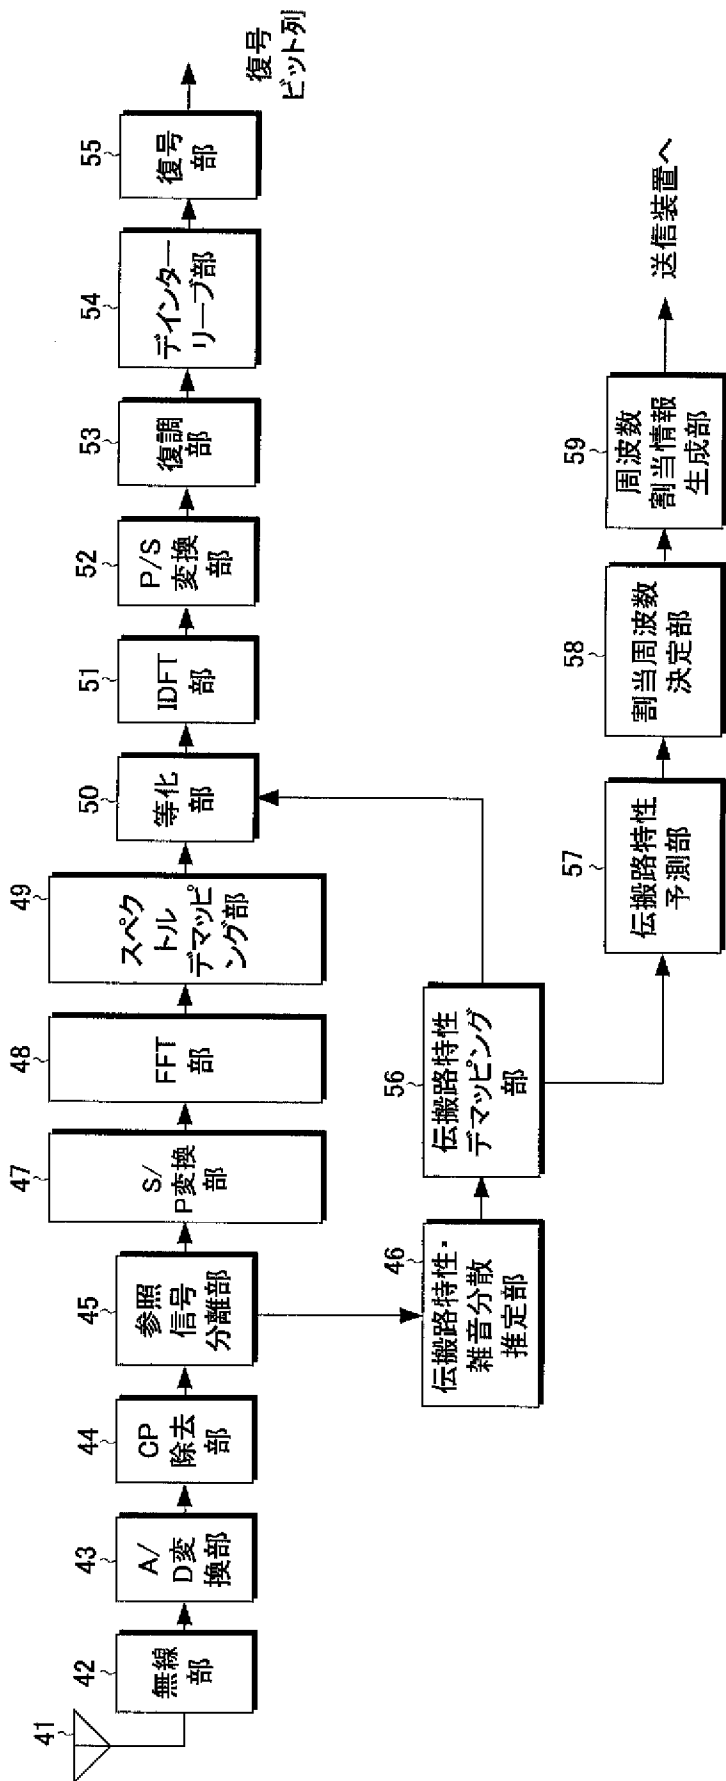 41
42
無線
部
43
A/
D変
換部
44
CP
除去
部
45
参照
信号
分離部
47
S/
P変換
部
48
FFT
部
49
スペク
トル
デマッピ
ング部
50
等化
部
51
IDFT
部
52
P/S
変換
部
53
復調
部
54
デインター
リーブ部
55
復号
部
復号
ビット列
46
伝搬路特性・
雑音分散
推定部
56
伝搬路特性
デマッピング
部
57
伝搬路特性
予測部
58
割当周波数
決定部
59
周波数
割当情報
生成部
送信装置へ